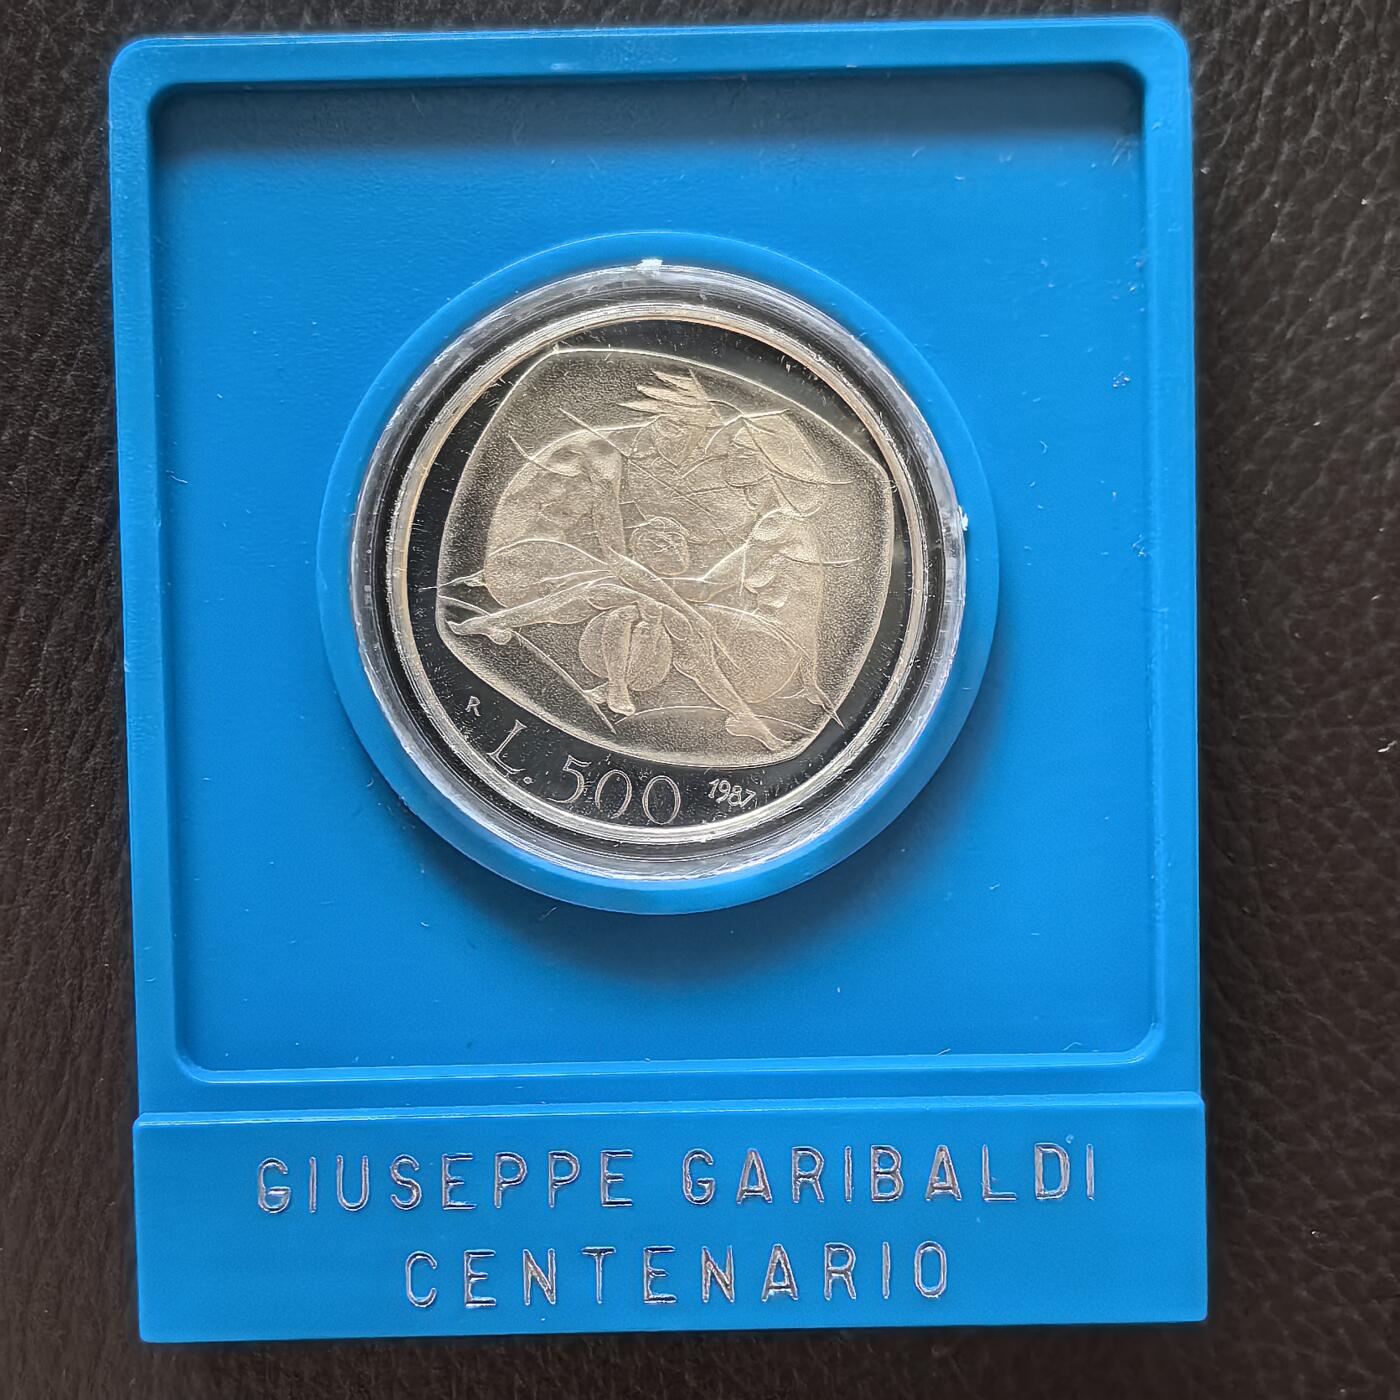 R L. 500 1987
GIUSEPPE GARIBALDI
CENTENARIO